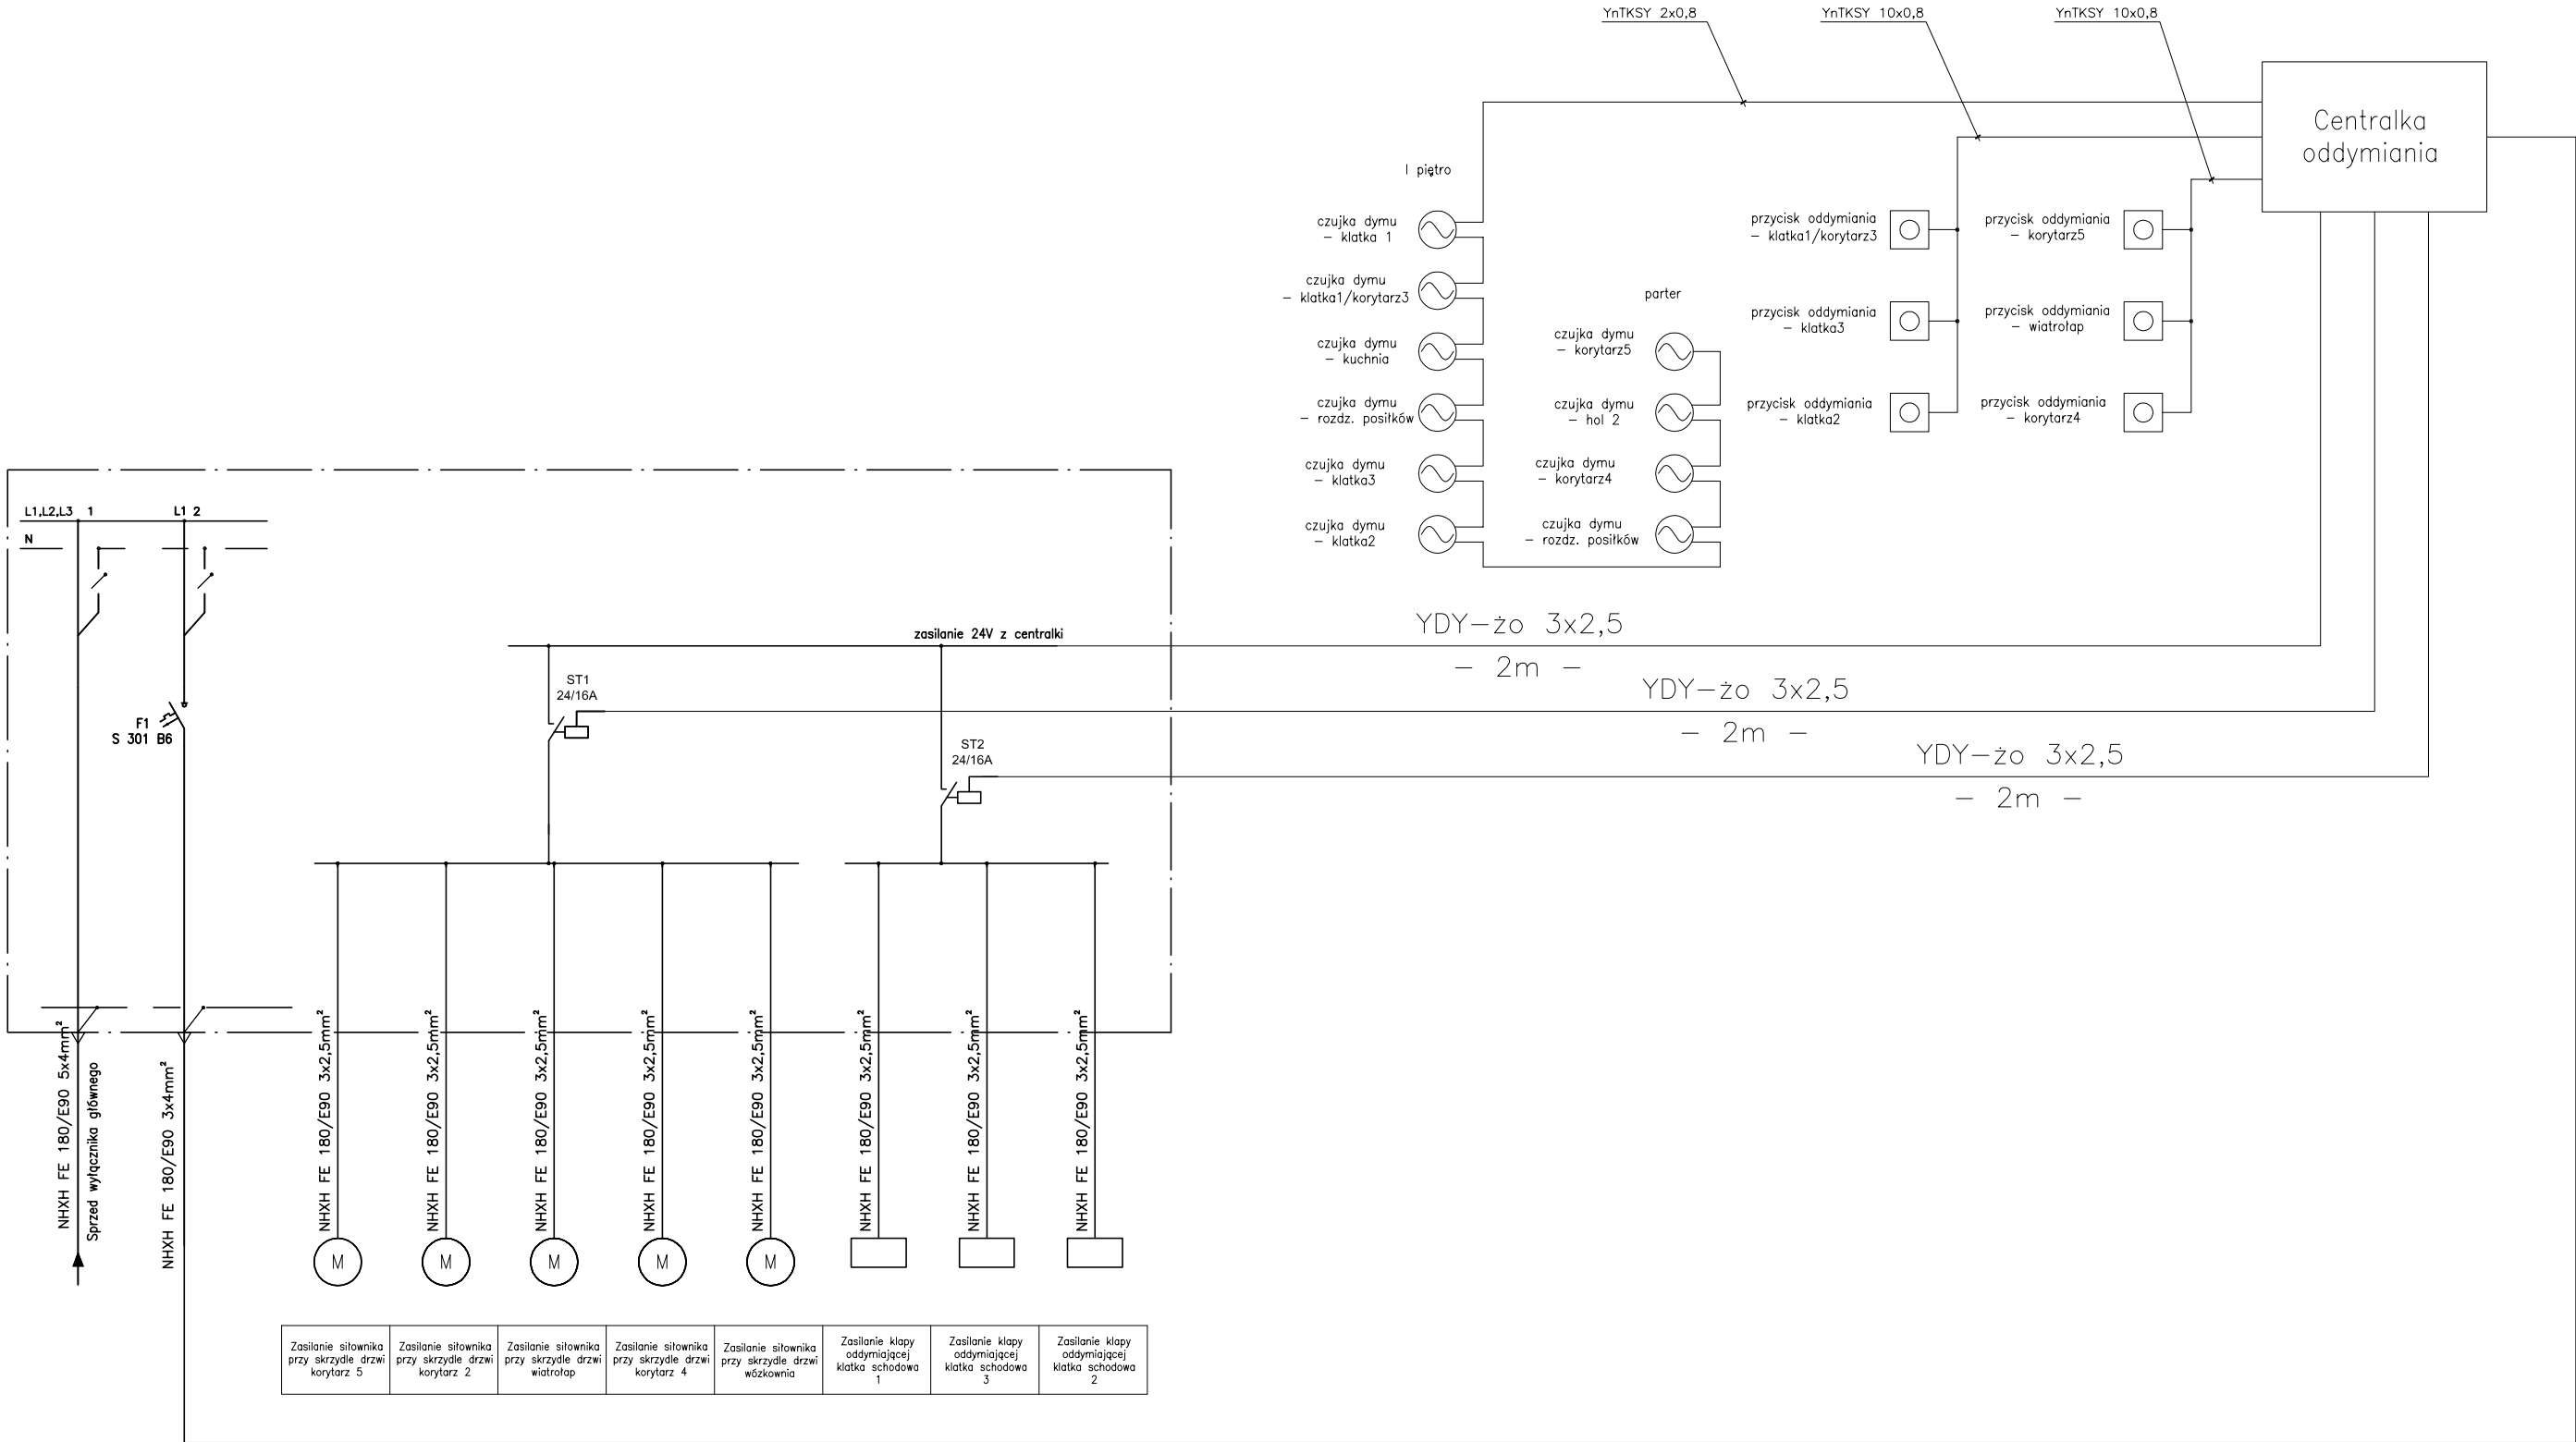 YnTKSY 2x0,8
YnTKSY 10x0,8
YnTKSY 10x0,8
Centralka
oddymiania
I piętro
czujka dymu
– klatka 1
czujka dymu
– klatka1/korytarz3
czujka dymu
– kuchnia
czujka dymu
– rozdz. posiłków
czujka dymu
– klatka3
czujka dymu
– klatka2
parter
czujka dymu
– korytarz5
czujka dymu
– hol 2
czujka dymu
– korytarz4
czujka dymu
– rozdz. posiłków
przycisk oddymiania
– klatka1/korytarz3
przycisk oddymiania
– klatka3
przycisk oddymiania
– klatka2
przycisk oddymiania
– korytarz5
przycisk oddymiania
– wiatrołap
przycisk oddymiania
– korytarz4
L1,L2,L3 1
L1 2
N
F1
S 301 B6
zasilanie 24V z centralki
ST1
24/16A
ST2
24/16A
YDY–żo 3x2,5
– 2m –
YDY–żo 3x2,5
– 2m –
YDY–żo 3x2,5
– 2m –
NHXH FE 180/E90 5x4mm²
Sprzed wyłącznika głównego
NHXH FE 180/E90 3x4mm²
NHXH FE 180/E90 3x2,5mm²
NHXH FE 180/E90 3x2,5mm²
NHXH FE 180/E90 3x2,5mm²
NHXH FE 180/E90 3x2,5mm²
NHXH FE 180/E90 3x2,5mm²
NHXH FE 180/E90 3x2,5mm²
NHXH FE 180/E90 3x2,5mm²
NHXH FE 180/E90 3x2,5mm²
M
M
M
M
M
Zasilanie siłownika
przy skrzydle drzwi
korytarz 5
Zasilanie siłownika
przy skrzydle drzwi
korytarz 2
Zasilanie siłownika
przy skrzydle drzwi
wiatrołap
Zasilanie siłownika
przy skrzydle drzwi
korytarz 4
Zasilanie siłownika
przy skrzydle drzwi
wózkownia
Zasilanie klapy
oddymiającej
klatka schodowa
1
Zasilanie klapy
oddymiającej
klatka schodowa
3
Zasilanie klapy
oddymiającej
klatka schodowa
2